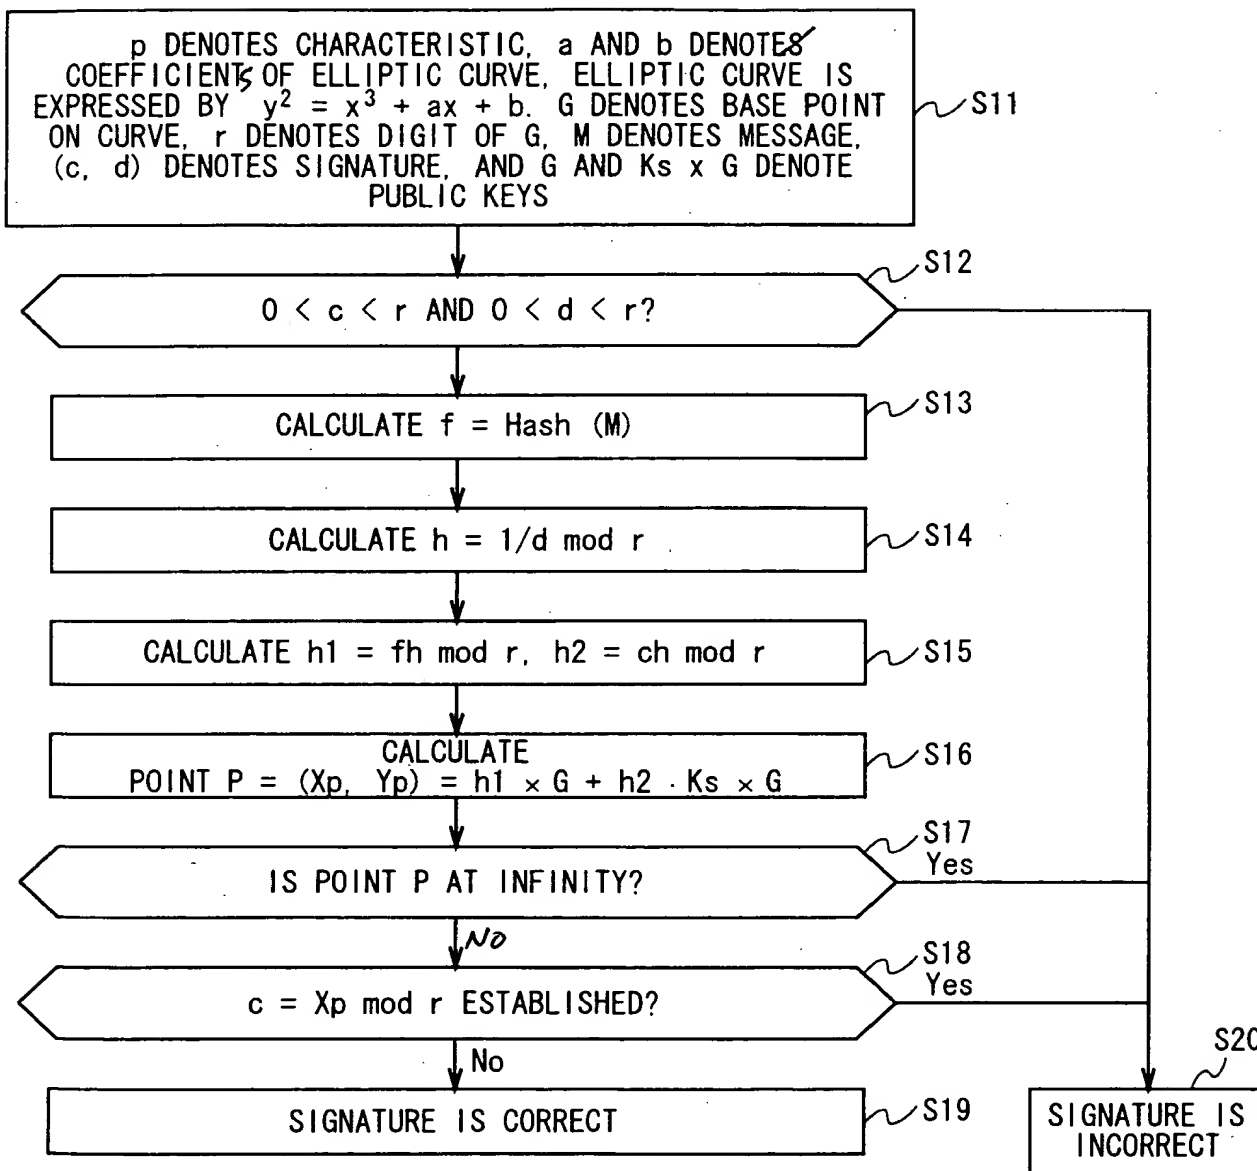 p DENOTES CHARACTERISTIC, a AND b DENOTES
COEFFICIENTS OF ELLIPTIC CURVE, ELLIPTIC CURVE IS
EXPRESSED BY y² = x³ + ax + b. G DENOTES BASE POINT
ON CURVE, r DENOTES DIGIT OF G, M DENOTES MESSAGE,
(c, d) DENOTES SIGNATURE, AND G AND Ks x G DENOTE
PUBLIC KEYS
S11
S12
0 < c < r AND 0 < d < r?
S13
CALCULATE f = Hash (M)
CALCULATE h = 1/d mod r
S14
CALCULATE h1 = fh mod r, h2 = ch mod r
S15
CALCULATE
POINT P = (Xp, Yp) = h1 × G + h2 · Ks × G
S16
S17
Yes
IS POINT P AT INFINITY?
No
S18
Yes
c = Xp mod r ESTABLISHED?
No
SIGNATURE IS CORRECT
S19
S20
SIGNATURE IS
INCORRECT